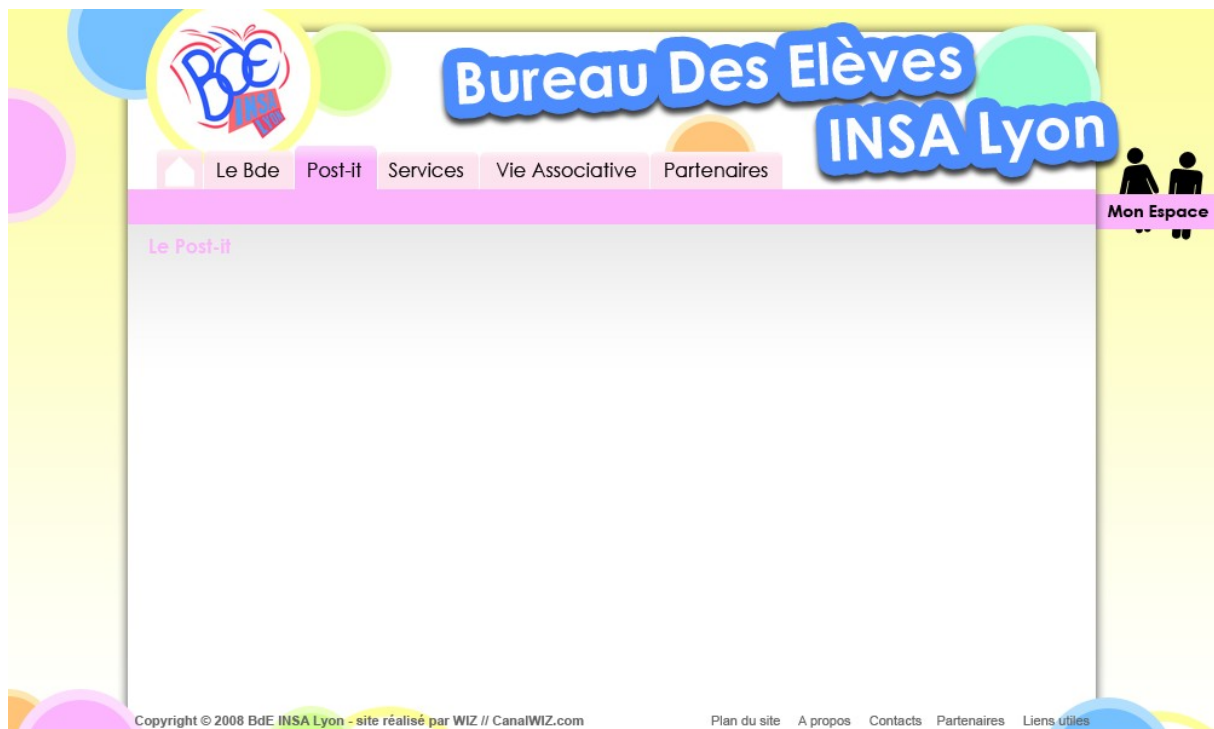 BdE
INSA
LYON
Bureau Des Elèves
INSA Lyon
Le Bde Post-it Services Vie Associative Partenaires
Mon Espace
Le Post-it
Copyright © 2008 BdE INSA Lyon - site réalisé par WIZ // CanalWIZ.com Plan du site A propos Contacts Partenaires Liens utiles